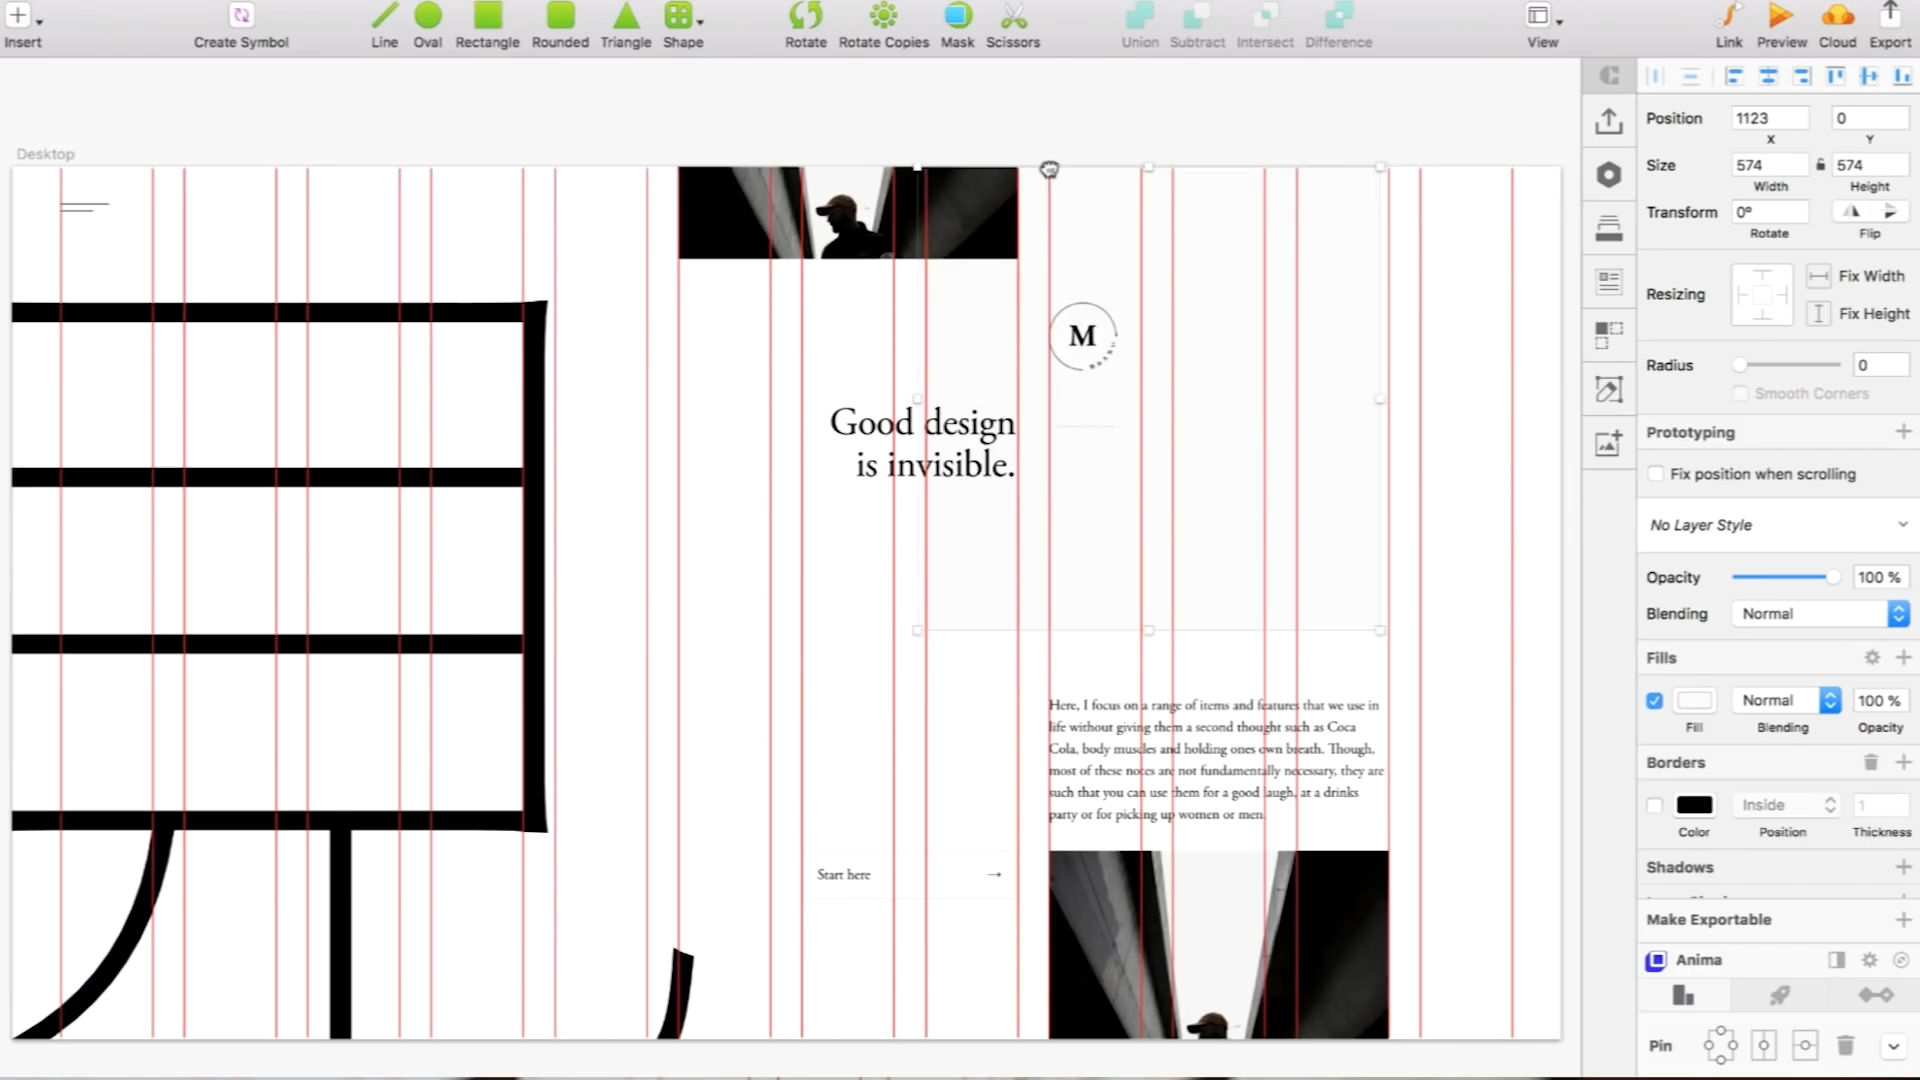 Insert
Create Symbol
Line
Oval
Rectangle
Rounded
Triangle
Shape
Rotate
Rotate Copies
Mask
Scissors
Union
Subtract
Intersect
Difference
View
Link
Preview
Cloud
Export
Desktop
M
Good design
is invisible.
Here, I focus on a range of items and features that we use in
life without giving them a second thought such as Coca
Cola, body muscles and holding ones own breath. Though,
most of these notes are not fundamentally necessary, they are
such that you can use them for a good laugh, at a drinks
party or for picking up women or men.
Start here →
Position 1123 0
X Y
Size 574 574
Width Height
Transform 0°
Rotate Flip
Resizing
Fix Width
Fix Height
Radius 0
Smooth Corners
Prototyping
Fix position when scrolling
No Layer Style
Opacity 100 %
Blending Normal
Fills
Normal 100 %
Fill Blending Opacity
Borders
Inside 1
Color Position Thickness
Shadows
Make Exportable
Anima
Pin